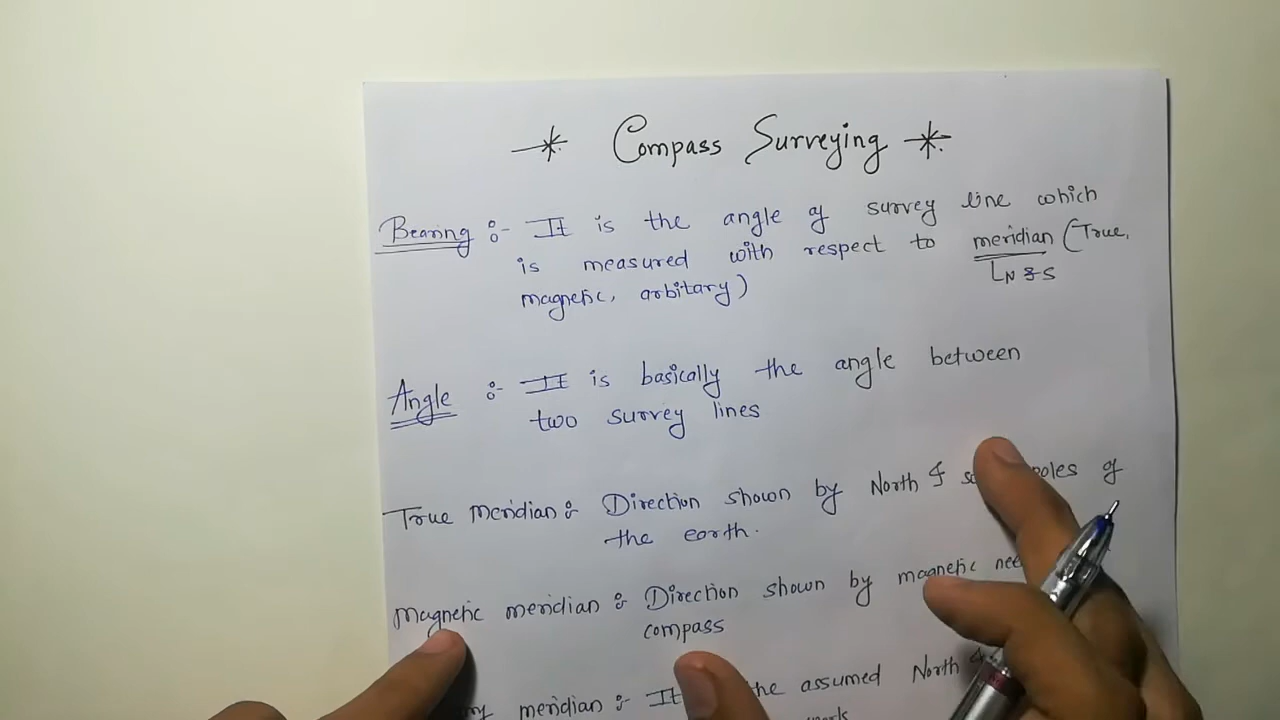 Compass Surveying
Bearing :- It is the angle of survey line which
is measured with respect to meridian (True,
N & S
magnetic, arbitary)
Angle :- It is basically the angle between
two survey lines
True Meridian :- Direction shown by North & poles of
the earth.
Magnetic meridian :- Direction shown by magnetic
compass
meridian :- It the assumed North &